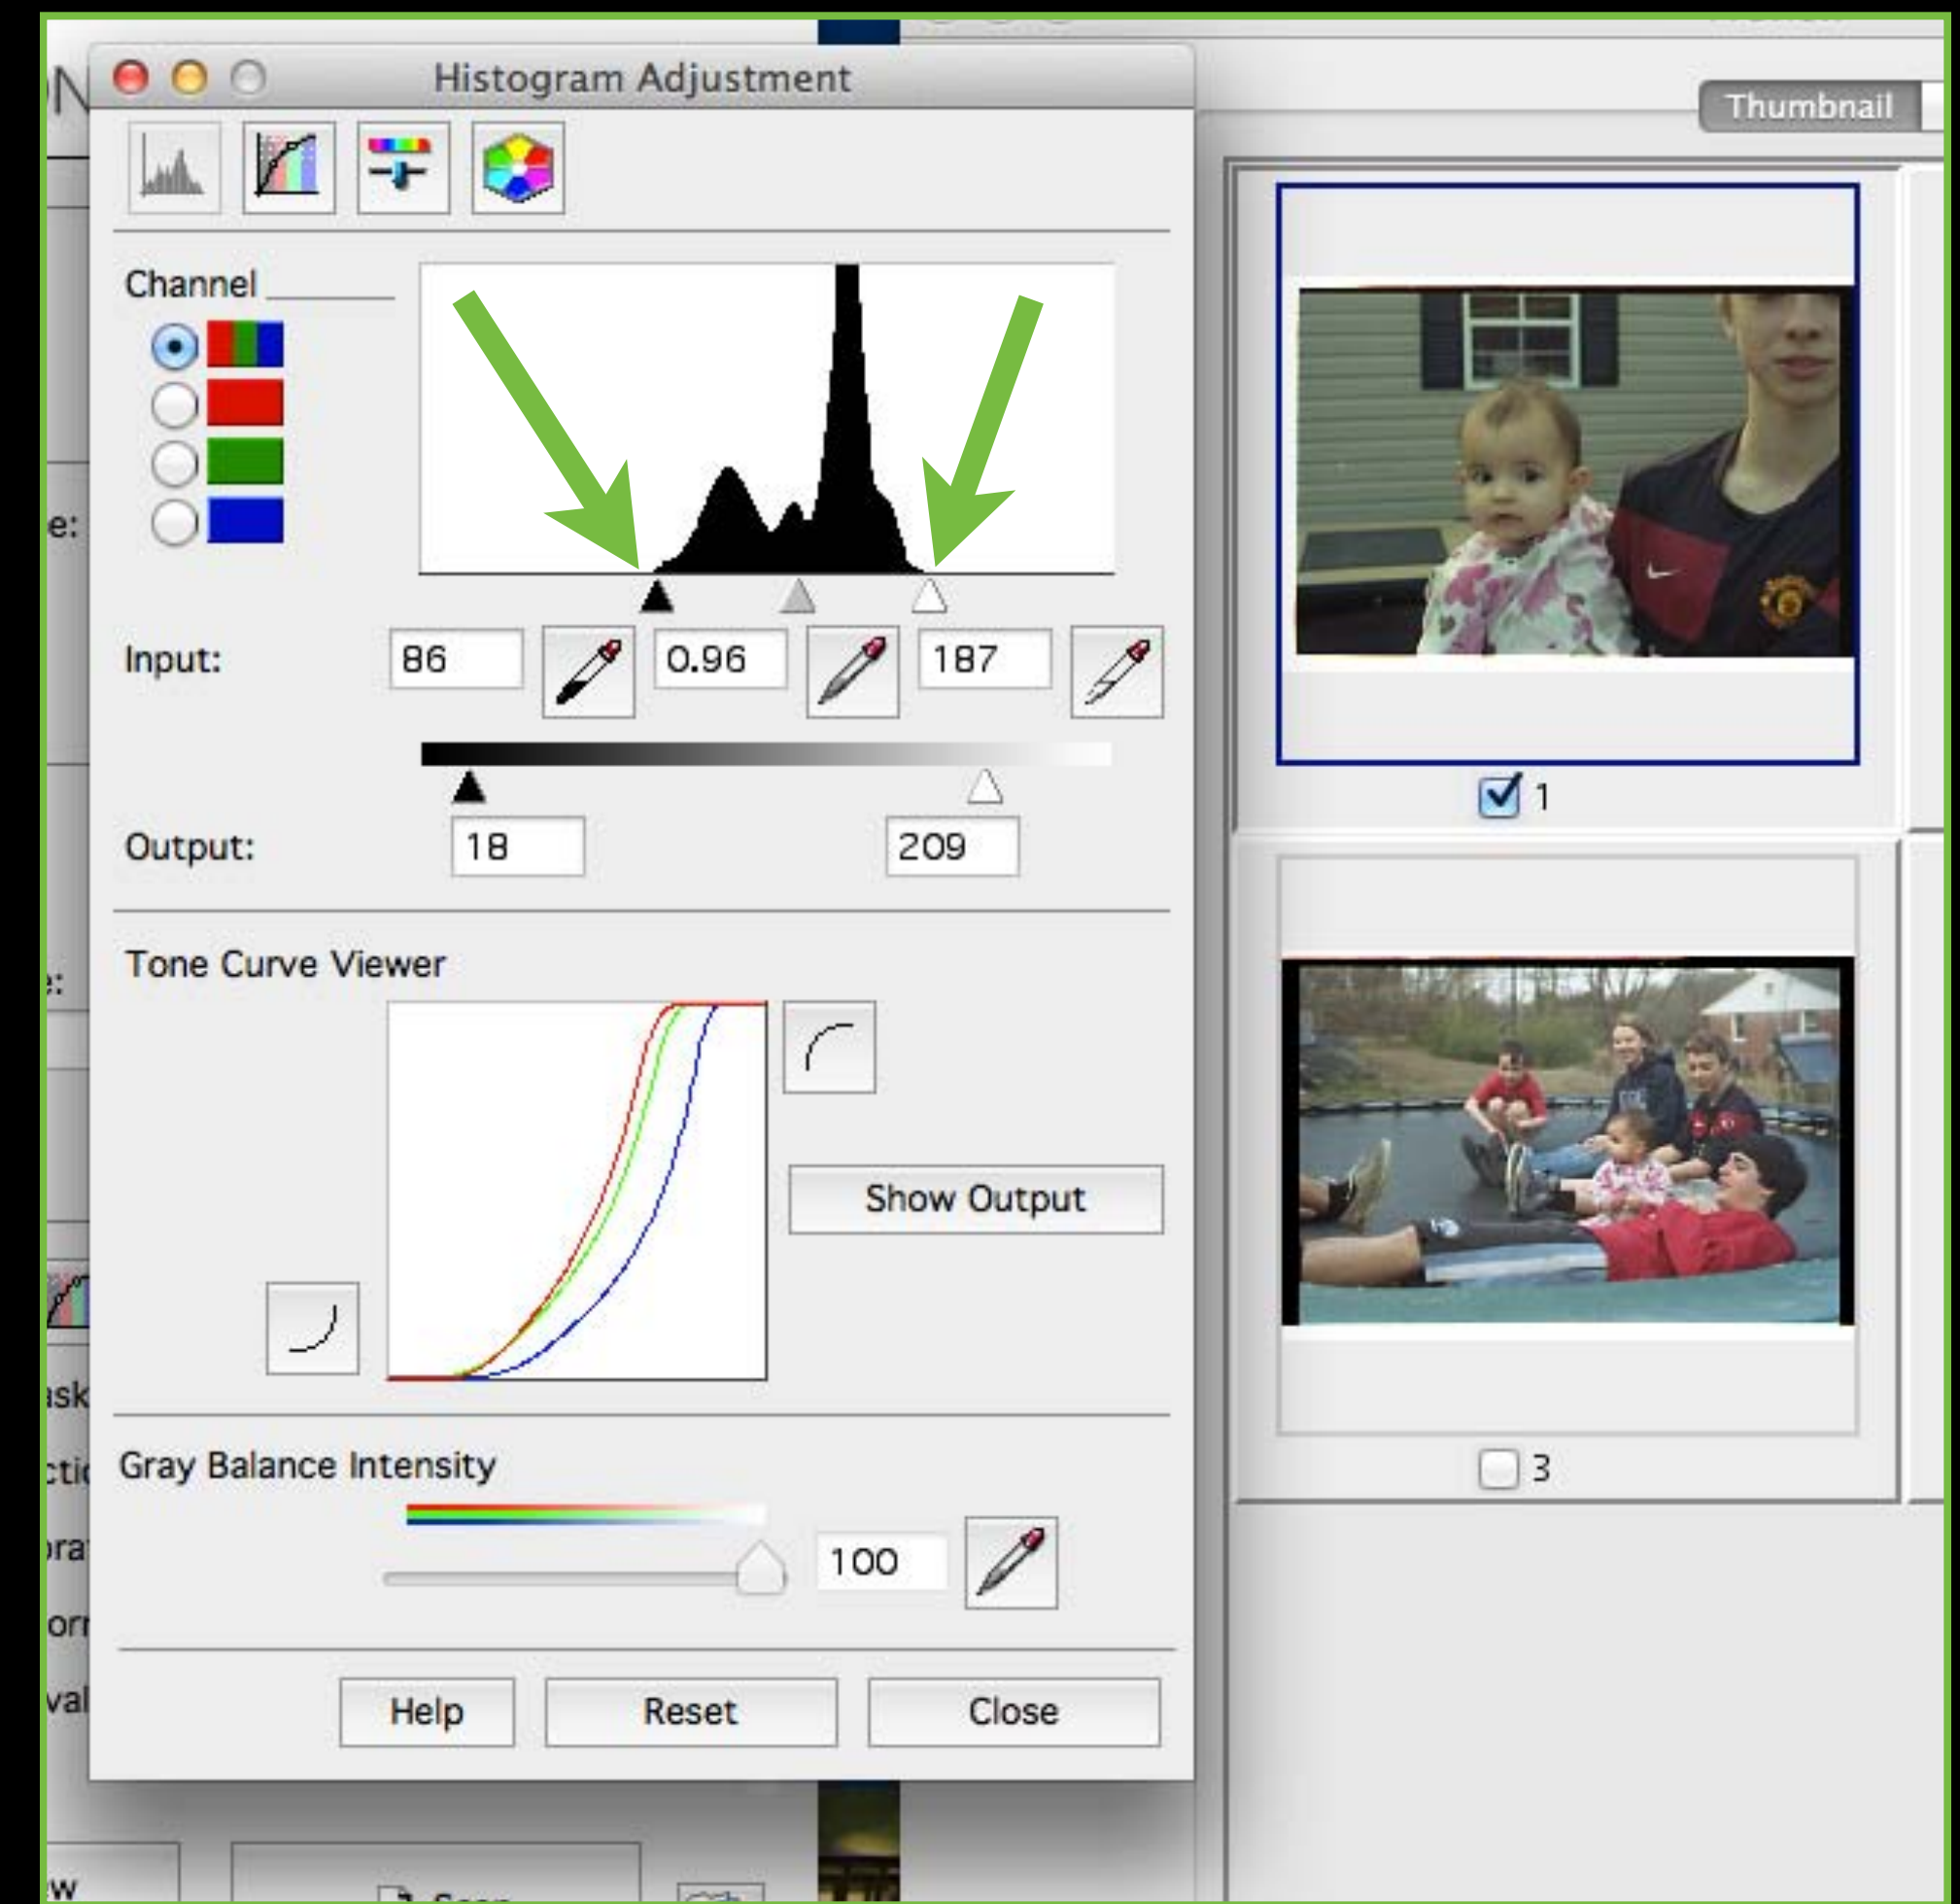 Histogram Adjustment
Thumbnail
Channel
Input:
86
0.96
187
Output:
18
209
Tone Curve Viewer
Show Output
Gray Balance Intensity
100
Help
Reset
Close
1
3